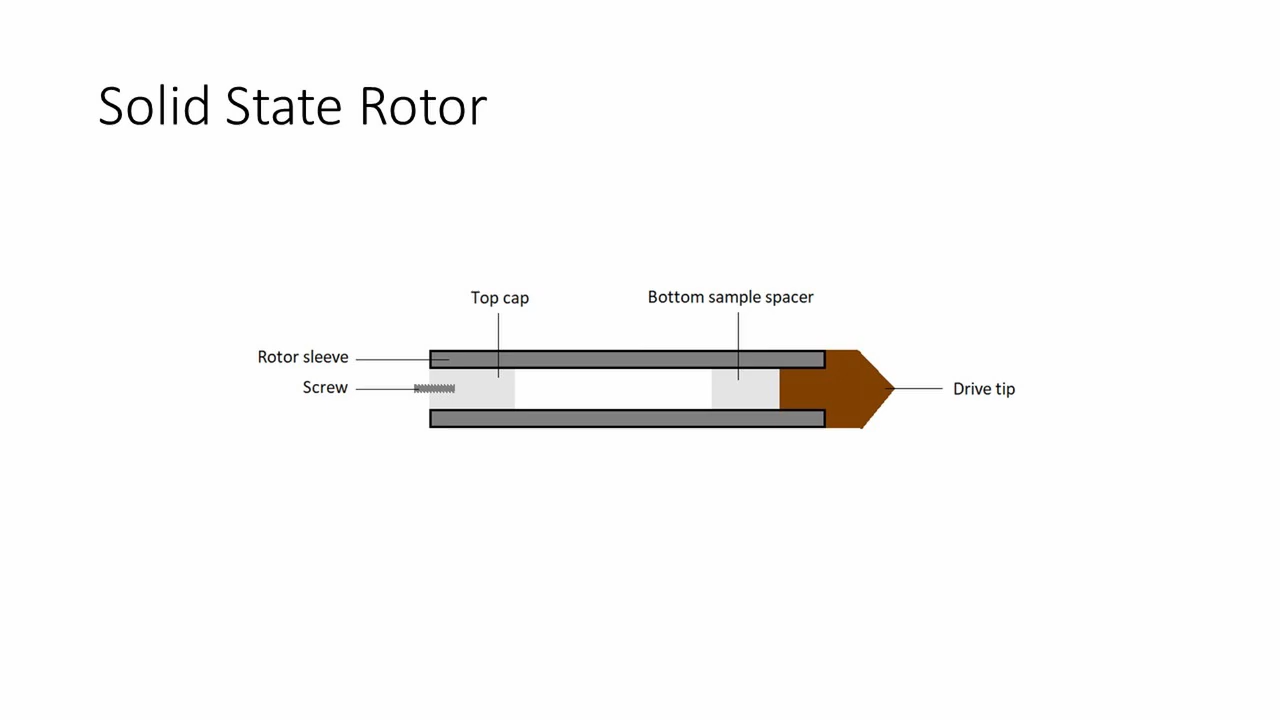 Solid State Rotor
Top cap
Bottom sample spacer
Rotor sleeve
Screw
Drive tip